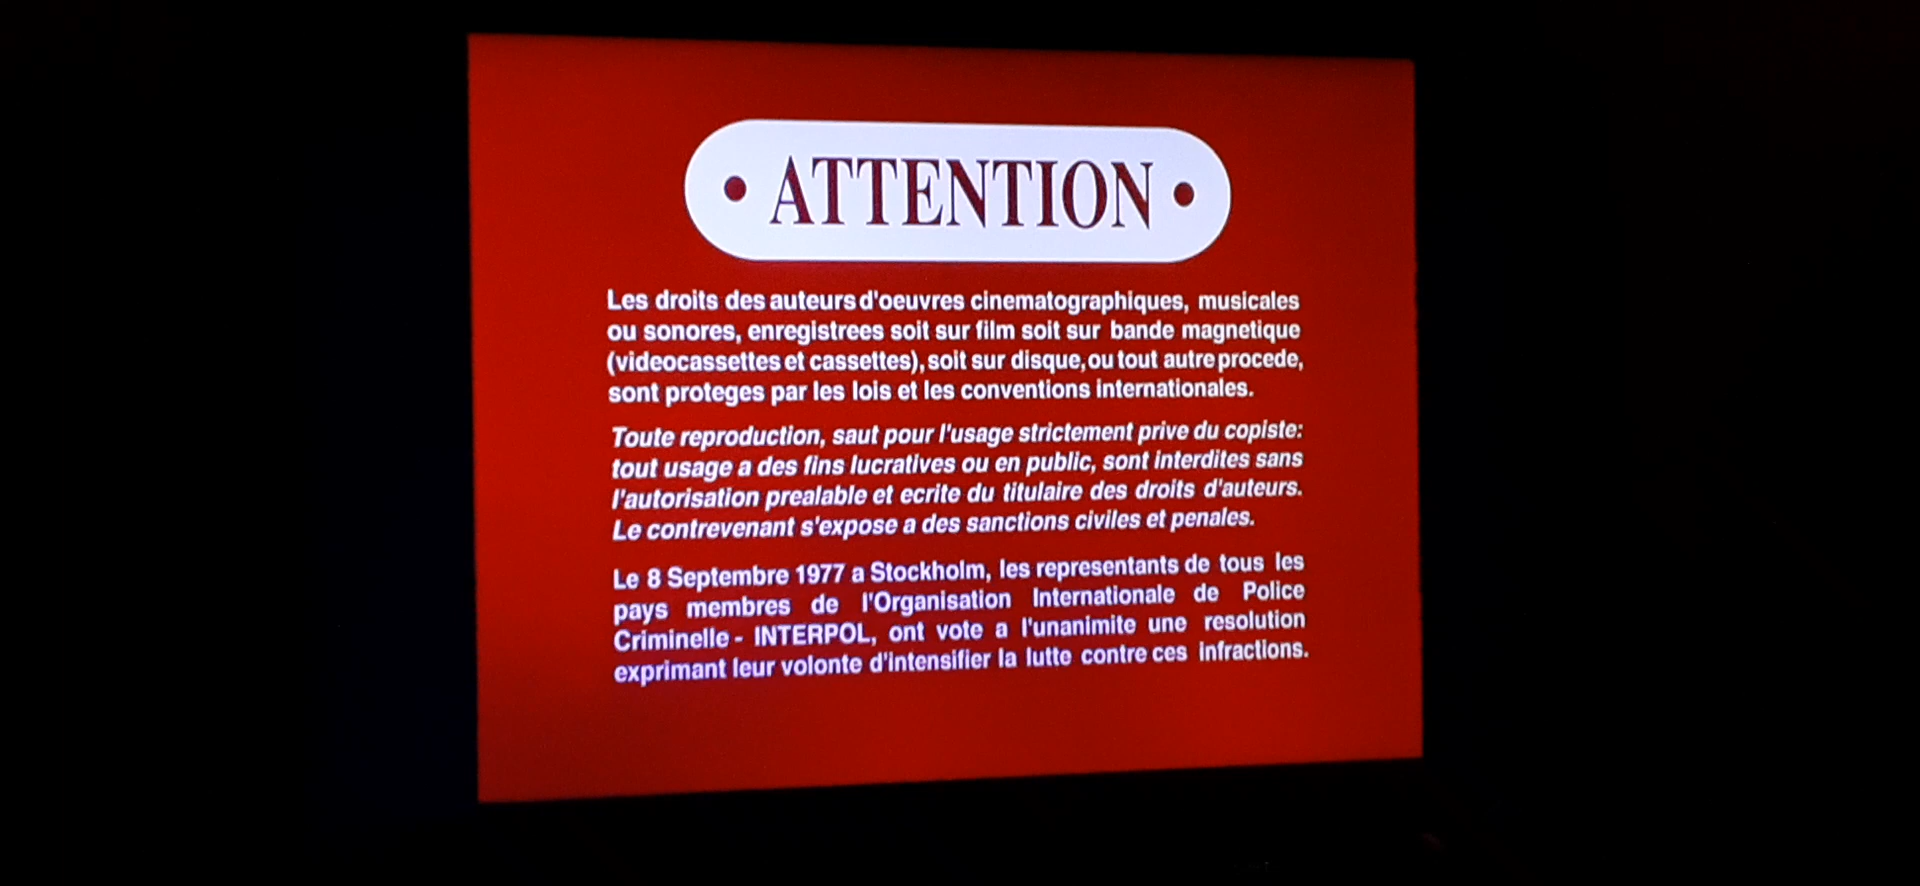 • ATTENTION •
Les droits des auteurs d'oeuvres cinematographiques, musicales
ou sonores, enregistrees soit sur film soit sur bande magnetique
(videocassettes et cassettes), soit sur disque, ou tout autre procede,
sont proteges par les lois et les conventions internationales.
Toute reproduction, saut pour l'usage strictement prive du copiste:
tout usage a des fins lucratives ou en public, sont interdites sans
l'autorisation prealable et ecrite du titulaire des droits d'auteurs.
Le contrevenant s'expose a des sanctions civiles et penales.
Le 8 Septembre 1977 a Stockholm, les representants de tous les
pays membres de l'Organisation Internationale de Police
Criminelle - INTERPOL, ont vote a l'unanimite une resolution
exprimant leur volonte d'intensifier la lutte contre ces infractions.